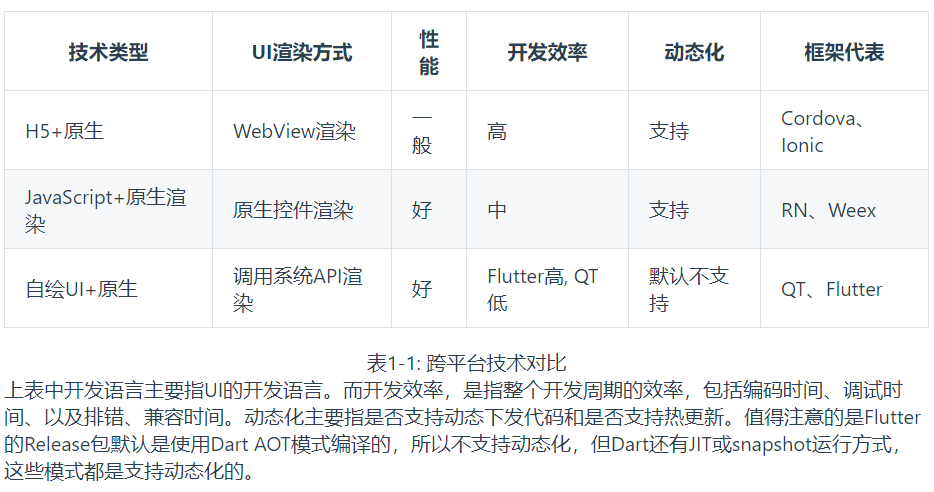 技术类型 UI渲染方式 性能 开发效率 动态化 框架代表
H5+原生 WebView渲染 一般 高 支持 Cordova、Ionic
JavaScript+原生渲染 原生控件渲染 好 中 支持 RN、Weex
自绘UI+原生 调用系统API渲染 好 Flutter高, QT低 默认不支持 QT、Flutter
表1-1: 跨平台技术对比
上表中开发语言主要指UI的开发语言。而开发效率，是指整个开发周期的效率，包括编码时间、调试时
间、以及排错、兼容时间。动态化主要指是否支持动态下发代码和是否支持热更新。值得注意的是Flutter
的Release包默认是使用Dart AOT模式编译的，所以不支持动态化，但Dart还有JIT或snapshot运行方式，
这些模式都是支持动态化的。